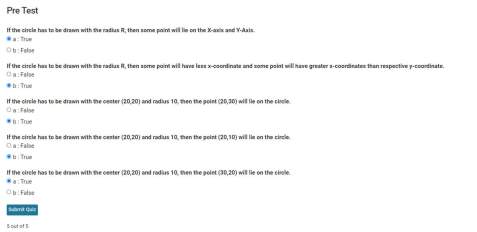 Pre Test
If the circle has to be drawn with the radius R, then some point will lie on the X-axis and Y-Axis.
a : True
b : False
If the circle has to be drawn with the radius R, then some point will have less x-coordinate and some point will have greater x-coordinates than respective y-coordinate.
a : False
b : True
If the circle has to be drawn with the center (20,20) and radius 10, then the point (20,30) will lie on the circle.
a : False
b : True
If the circle has to be drawn with the center (20,20) and radius 10, then the point (20,10) will lie on the circle.
a : False
b : True
If the circle has to be drawn with the center (20,20) and radius 10, then the point (30,20) will lie on the circle.
a : True
b : False
Submit Quiz
5 out of 5